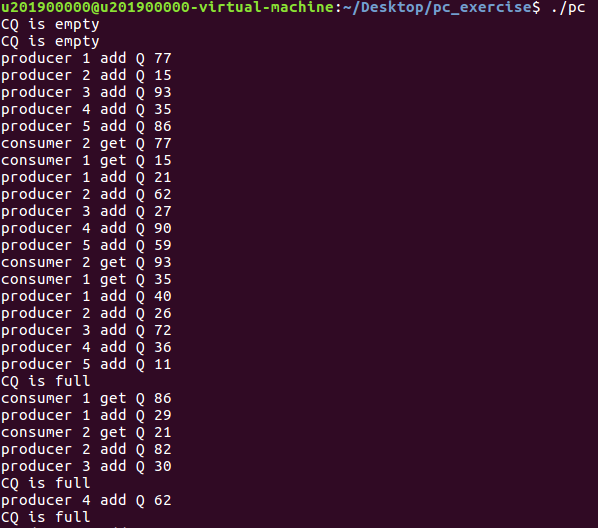 u201900000@u201900000-virtual-machine:~/Desktop/pc_exercise$ ./pc
CQ is empty
CQ is empty
producer 1 add Q 77
producer 2 add Q 15
producer 3 add Q 93
producer 4 add Q 35
producer 5 add Q 86
consumer 2 get Q 77
consumer 1 get Q 15
producer 1 add Q 21
producer 2 add Q 62
producer 3 add Q 27
producer 4 add Q 90
producer 5 add Q 59
consumer 2 get Q 93
consumer 1 get Q 35
producer 1 add Q 40
producer 2 add Q 26
producer 3 add Q 72
producer 4 add Q 36
producer 5 add Q 11
CQ is full
consumer 1 get Q 86
producer 1 add Q 29
consumer 2 get Q 21
producer 2 add Q 82
producer 3 add Q 30
CQ is full
producer 4 add Q 62
CQ is full